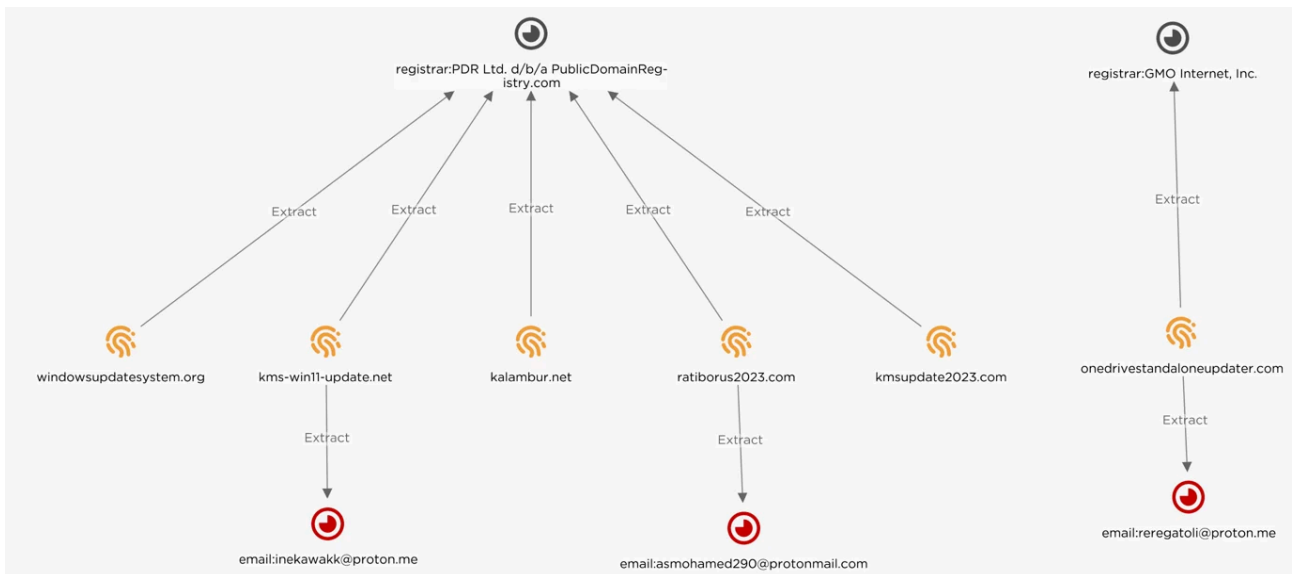 registrar:PDR Ltd. d/b/a PublicDomainReg-
istry.com
registrar:GMO Internet, Inc.
Extract
Extract
Extract
Extract
Extract
Extract
windowsupdatesystem.org
kms-win11-update.net
kalambur.net
ratiborus2023.com
kmsupdate2023.com
onedrivestandaloneupdater.com
Extract
Extract
Extract
email:inekawakk@proton.me
email:asmohamed290@protonmail.com
email:reregatoli@proton.me